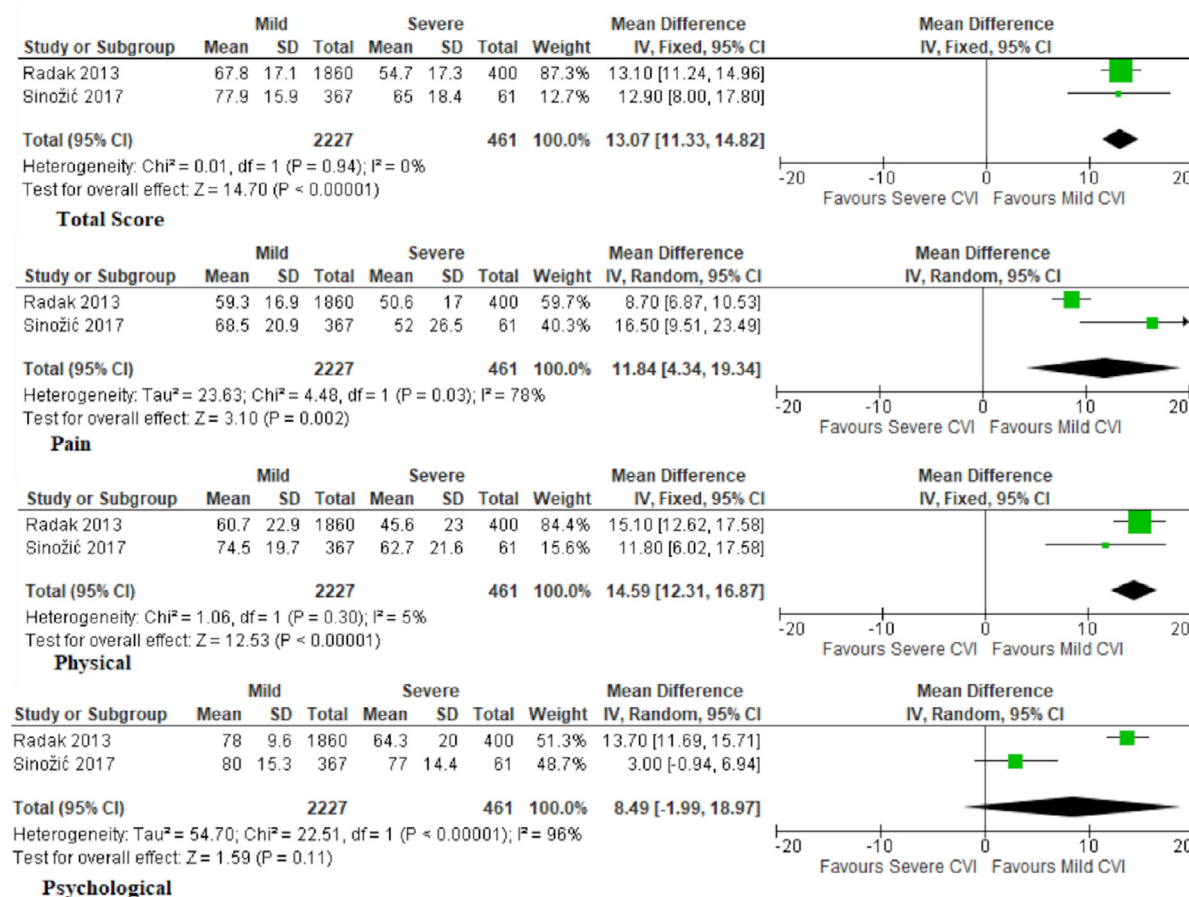 Mild Severe Mean Difference Mean Difference
Study or Subgroup Mean SD Total Mean SD Total Weight IV, Fixed, 95% CI IV, Fixed, 95% CI
Radak 2013 67.8 17.1 1860 54.7 17.3 400 87.3% 13.10 [11.24, 14.96]
Sinožić 2017 77.9 15.9 367 65 18.4 61 12.7% 12.90 [8.00, 17.80]
Total (95% CI) 2227 461 100.0% 13.07 [11.33, 14.82]
Heterogeneity: Chi² = 0.01, df = 1 (P = 0.94); I² = 0%
Test for overall effect: Z = 14.70 (P < 0.00001)
-20 -10 0 10 20
Favours Severe CVI Favours Mild CVI
Total Score
Mild Severe Mean Difference Mean Difference
Study or Subgroup Mean SD Total Mean SD Total Weight IV, Random, 95% CI IV, Random, 95% CI
Radak 2013 59.3 16.9 1860 50.6 17 400 59.7% 8.70 [6.87, 10.53]
Sinožić 2017 68.5 20.9 367 52 26.5 61 40.3% 16.50 [9.51, 23.49]
Total (95% CI) 2227 461 100.0% 11.84 [4.34, 19.34]
Heterogeneity: Tau² = 23.63; Chi² = 4.48, df = 1 (P = 0.03); I² = 78%
Test for overall effect: Z = 3.10 (P = 0.002)
-20 -10 0 10 20
Favours Severe CVI Favours Mild CVI
Pain
Mild Severe Mean Difference Mean Difference
Study or Subgroup Mean SD Total Mean SD Total Weight IV, Fixed, 95% CI IV, Fixed, 95% CI
Radak 2013 60.7 22.9 1860 45.6 23 400 84.4% 15.10 [12.62, 17.58]
Sinožić 2017 74.5 19.7 367 62.7 21.6 61 15.6% 11.80 [6.02, 17.58]
Total (95% CI) 2227 461 100.0% 14.59 [12.31, 16.87]
Heterogeneity: Chi² = 1.06, df = 1 (P = 0.30); I² = 5%
Test for overall effect: Z = 12.53 (P < 0.00001)
-20 -10 0 10 20
Favours Severe CVI Favours Mild CVI
Physical
Mild Severe Mean Difference Mean Difference
Study or Subgroup Mean SD Total Mean SD Total Weight IV, Random, 95% CI IV, Random, 95% CI
Radak 2013 78 9.6 1860 64.3 20 400 51.3% 13.70 [11.69, 15.71]
Sinožić 2017 80 15.3 367 77 14.4 61 48.7% 3.00 [-0.94, 6.94]
Total (95% CI) 2227 461 100.0% 8.49 [-1.99, 18.97]
Heterogeneity: Tau² = 54.70; Chi² = 22.51, df = 1 (P < 0.00001); I² = 96%
Test for overall effect: Z = 1.59 (P = 0.11)
-20 -10 0 10 20
Favours Severe CVI Favours Mild CVI
Psychological